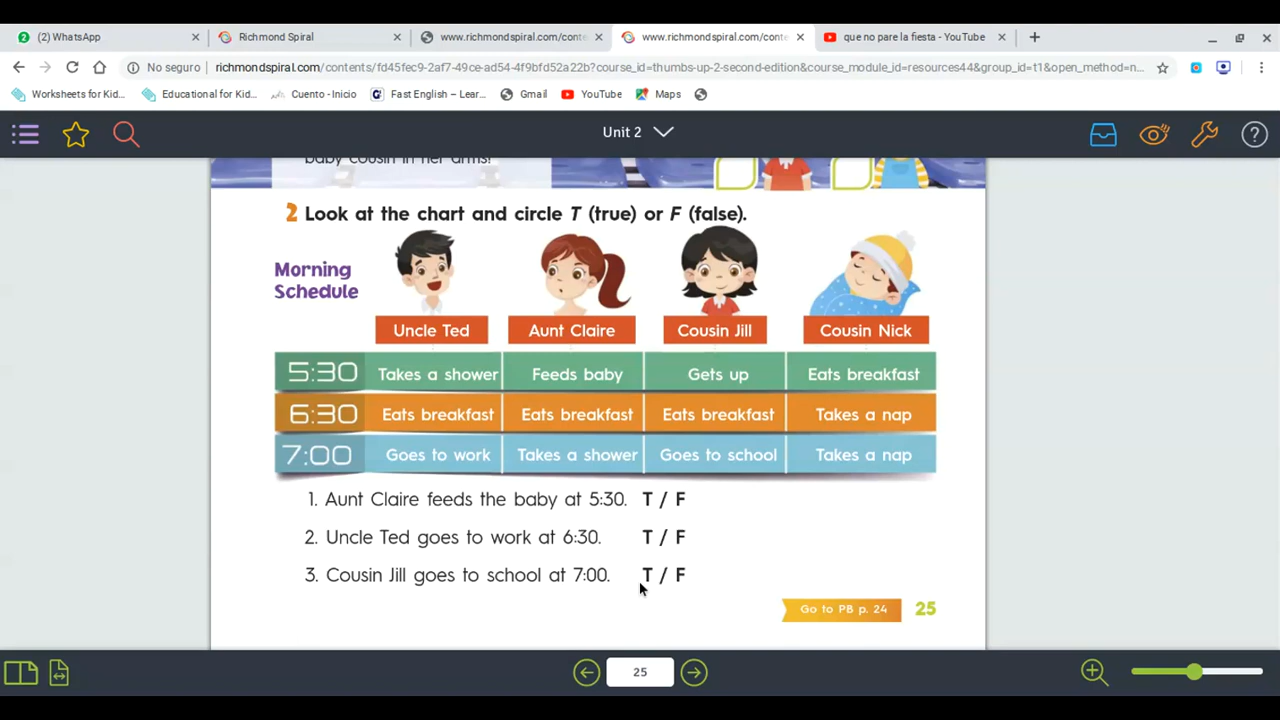 (2) WhatsApp
Richmond Spiral
www.richmondspiral.com/conte
www.richmondspiral.com/conte
que no pare la fiesta - YouTube
No seguro
richmondspiral.com/contents/fd45fec9-2af7-49ce-ad54-4f9bfd52a22b?course_id=thumbs-up-2-second-edition&course_module_id=resources44&group_id=t1&open_method=n...
Worksheets for Kid...
Educational for Kid...
Cuento - Inicio
Fast English – Lear...
Gmail
YouTube
Maps
Unit 2
baby cousin in her arms!
2 Look at the chart and circle T (true) or F (false).
Morning
Schedule
Uncle Ted Aunt Claire Cousin Jill Cousin Nick
5:30 Takes a shower Feeds baby Gets up Eats breakfast
6:30 Eats breakfast Eats breakfast Eats breakfast Takes a nap
7:00 Goes to work Takes a shower Goes to school Takes a nap
1. Aunt Claire feeds the baby at 5:30. T / F
2. Uncle Ted goes to work at 6:30. T / F
3. Cousin Jill goes to school at 7:00. T / F
Go to PB p. 24 25
25